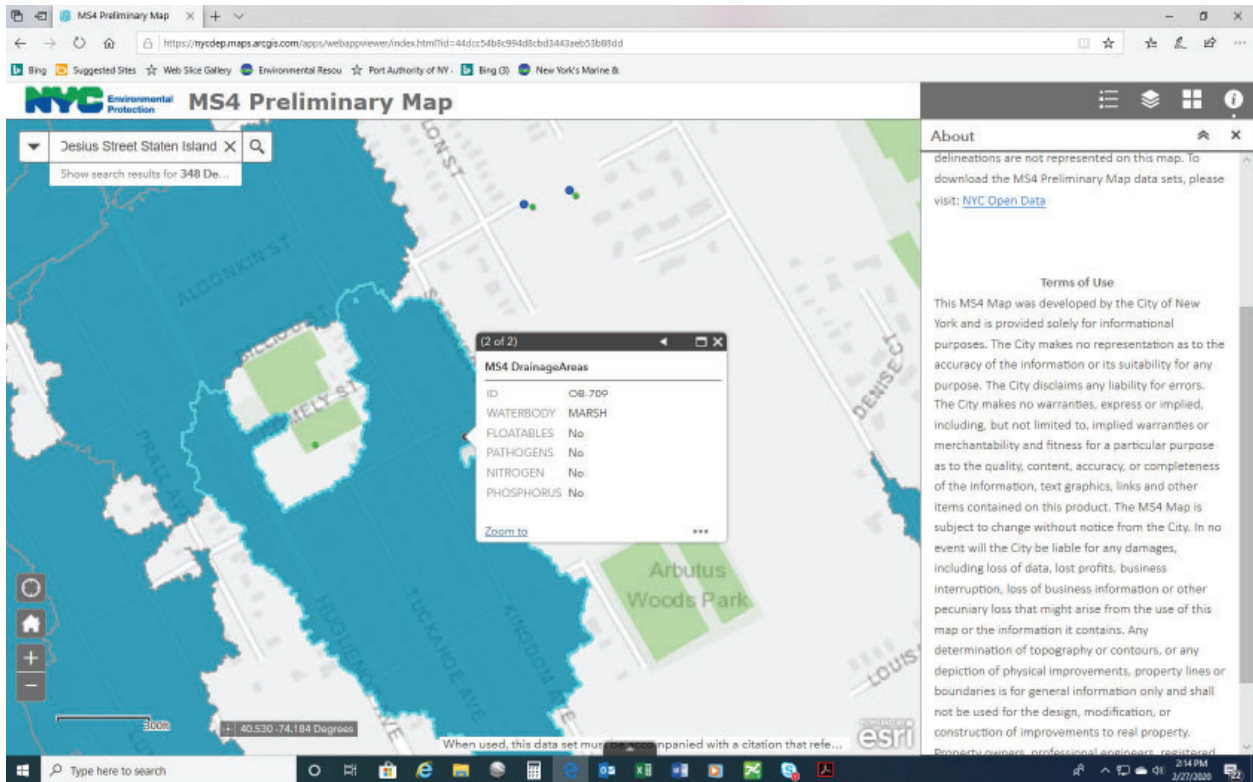 MS4 Preliminary Map
https://nycdep.maps.arcgis.com/apps/webappviewer/index.html?id=44dcc54b8c994d8cbd3443aeb53b88dd
Bing Suggested Sites Web Slice Gallery Environmental Resou Port Authority of NY - Bing (3) New York's Marine &
NYC Environmental Protection MS4 Preliminary Map
Desius Street Staten Island
Show search results for 348 De...
ALGONKIN ST
PRALL AVE
HUGUENOT AVE
TUCKAHOE AVE
KINGDOM AVE
DENISE CT
Arbutus
Woods Park
LOUIS
(2 of 2)
MS4 DrainageAreas
ID OB-709
WATERBODY MARSH
FLOATABLES No
PATHOGENS No
NITROGEN No
PHOSPHORUS No
Zoom to
300ft
40.530 -74.184 Degrees
When used, this data set must be accompanied with a citation that refe...
POWERED BY
esri
About
delineations are not represented on this map. To
download the MS4 Preliminary Map data sets, please
visit: NYC Open Data
Terms of Use
This MS4 Map was developed by the City of New
York and is provided solely for informational
purposes. The City makes no representation as to the
accuracy of the information or its suitability for any
purpose. The City disclaims any liability for errors.
The City makes no warranties, express or implied,
including, but not limited to, implied warranties or
merchantability and fitness for a particular purpose
as to the quality, content, accuracy, or completeness
of the information, text graphics, links and other
items contained on this product. The MS4 Map is
subject to change without notice from the City. In no
event will the City be liable for any damages,
including loss of data, lost profits, business
interruption, loss of business information or other
pecuniary loss that might arise from the use of this
map or the information it contains. Any
determination of topography or contours, or any
depiction of physical improvements, property lines or
boundaries is for general information only and shall
not be used for the design, modification, or
construction of improvements to real property.
Property owners, professional engineers, registered
Type here to search
2:14 PM
2/27/2020